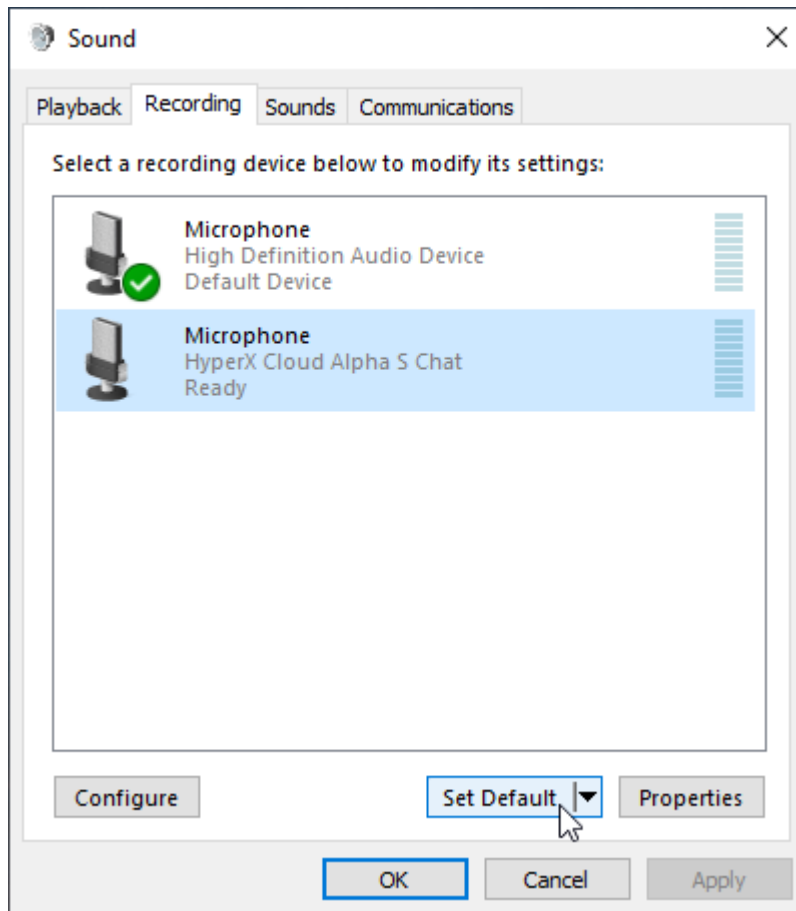 Sound
Playback Recording Sounds Communications
Select a recording device below to modify its settings:
Microphone
High Definition Audio Device
Default Device
Microphone
HyperX Cloud Alpha S Chat
Ready
Configure Set Default Properties
OK Cancel Apply